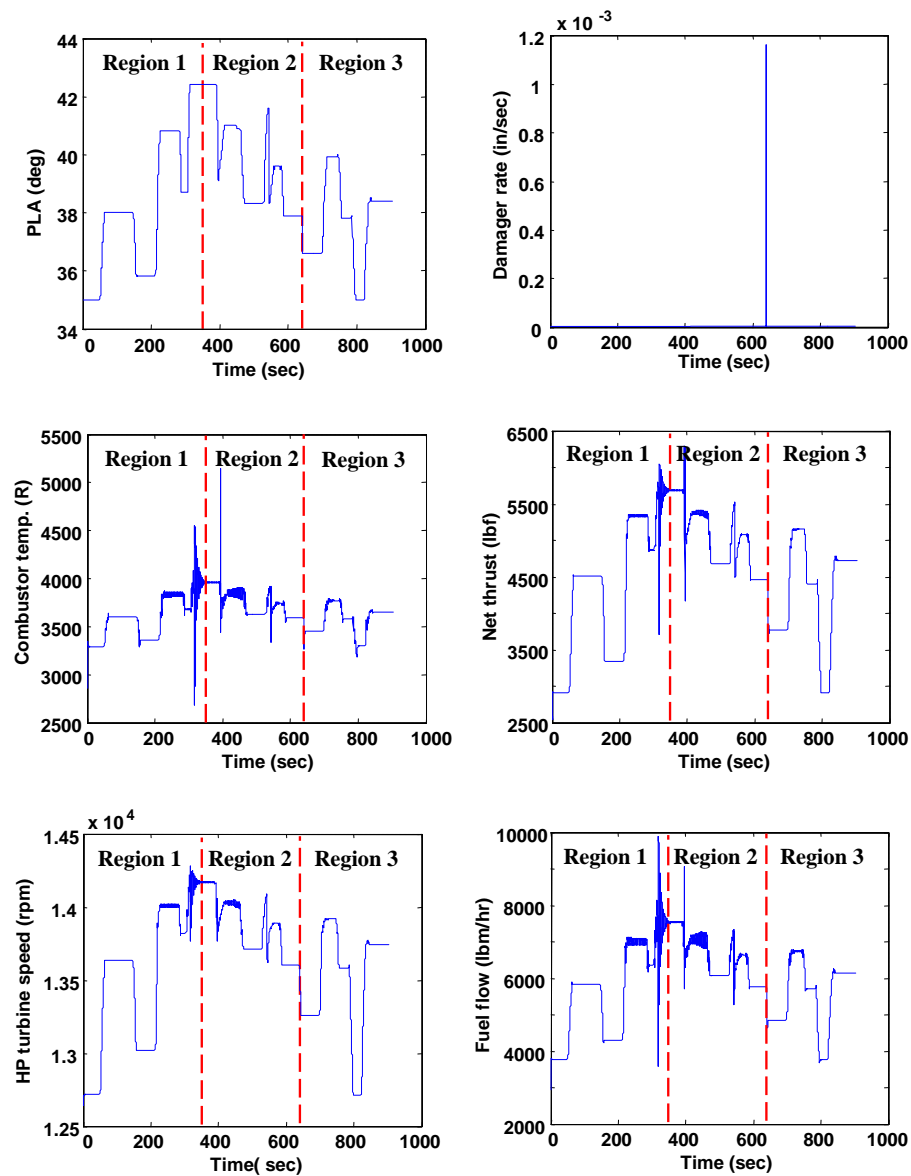 44
42
40
38
36
34
Region 1
Region 2
Region 3
PLA (deg)
0
200
400
600
800
1000
Time (sec)
x 10 -3
1.2
1
0.8
0.6
0.4
0.2
0
Damager rate (in/sec)
0
200
400
600
800
1000
Time (sec)
5500
5000
4500
4000
3500
3000
2500
Region 1
Region 2
Region 3
Combustor temp. (R)
0
200
400
600
800
1000
Time (sec)
6500
5500
4500
3500
2500
Region 1
Region 2
Region 3
Net thrust (lbf)
0
200
400
600
800
1000
Time (sec)
x 10 4
1.45
1.4
1.35
1.3
1.25
Region 1
Region 2
Region 3
HP turbine speed (rpm)
0
200
400
600
800
1000
Time( sec)
10000
8000
6000
4000
2000
Region 1
Region 2
Region 3
Fuel flow (lbm/hr)
0
200
400
600
800
1000
Time (sec)